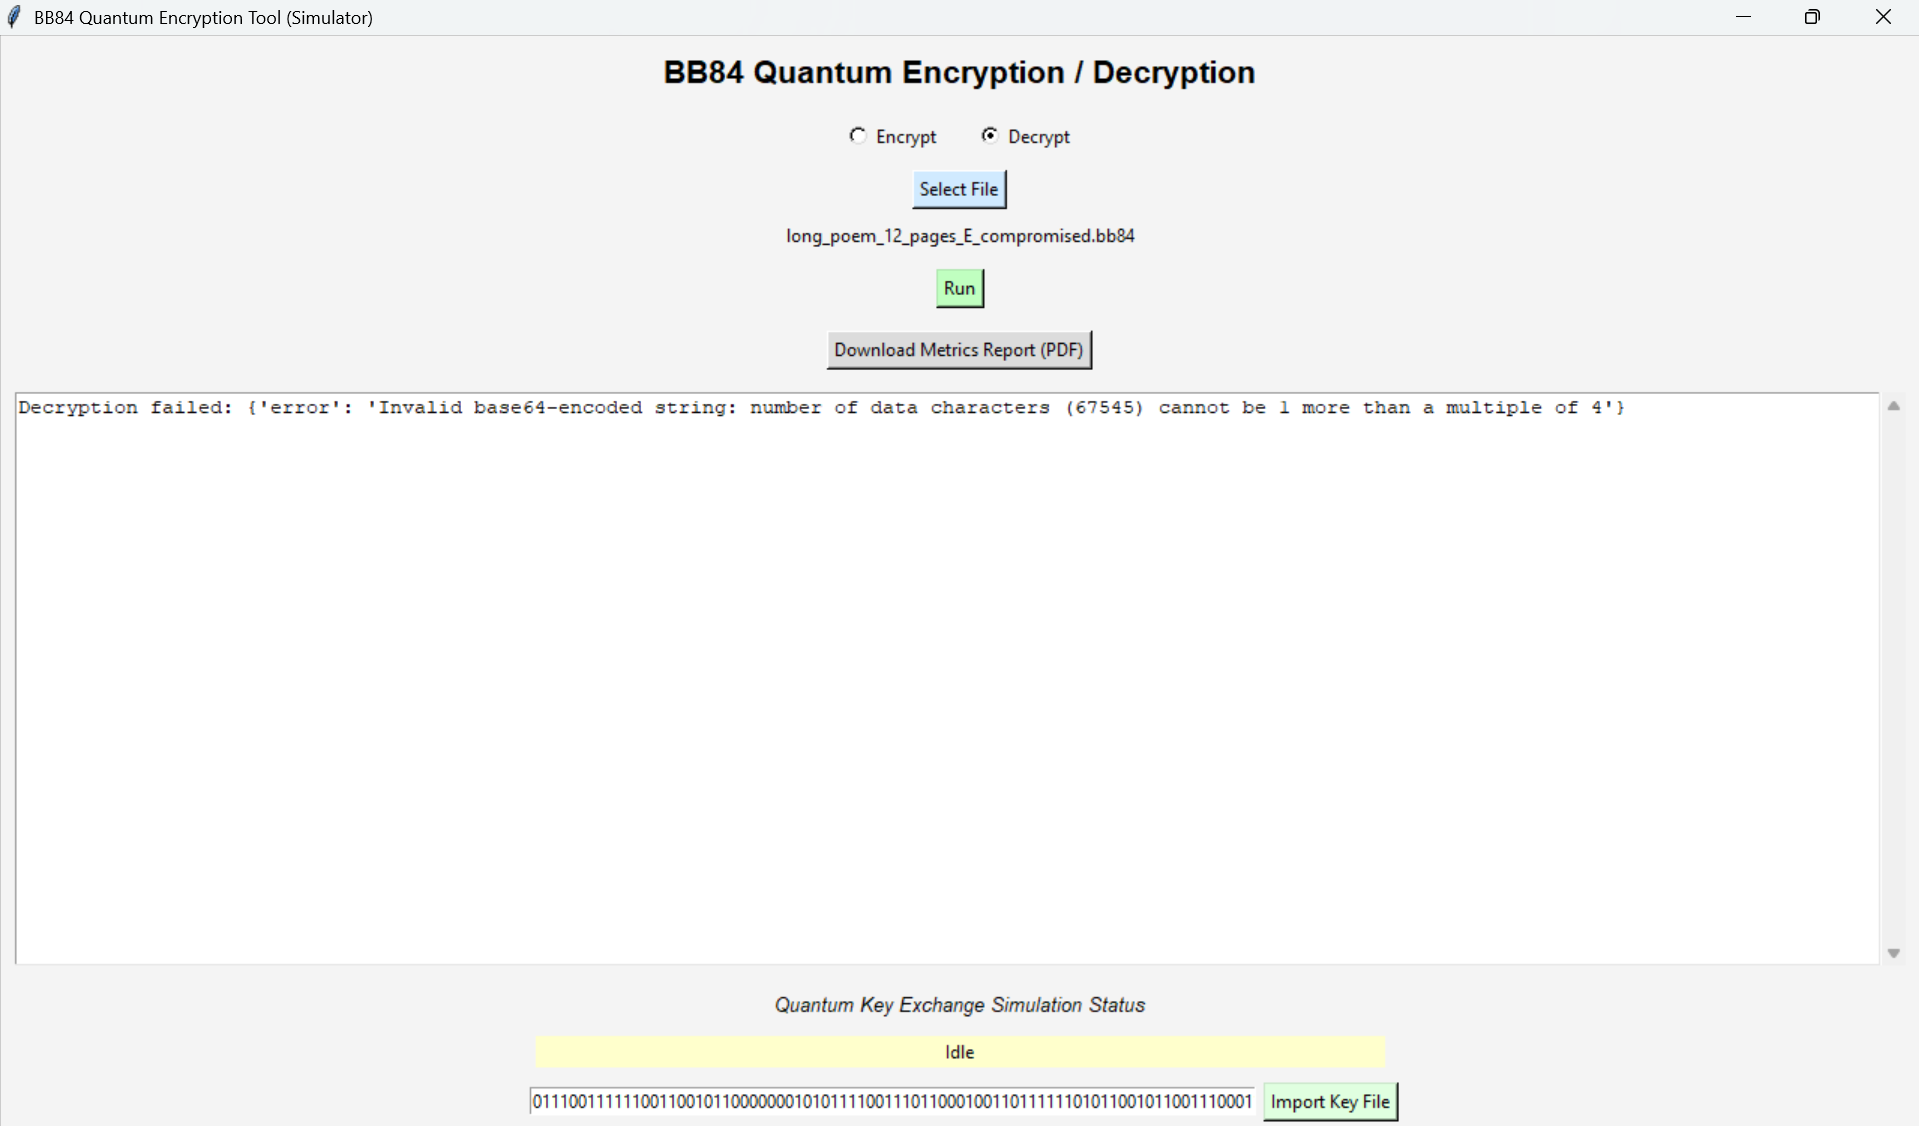 BB84 Quantum Encryption Tool (Simulator)
BB84 Quantum Encryption / Decryption
Encrypt
Decrypt
Select File
long_poem_12_pages_E_compromised.bb84
Run
Download Metrics Report (PDF)
Decryption failed: {'error': 'Invalid base64-encoded string: number of data characters (67545) cannot be 1 more than a multiple of 4'}
Quantum Key Exchange Simulation Status
Idle
Import Key File